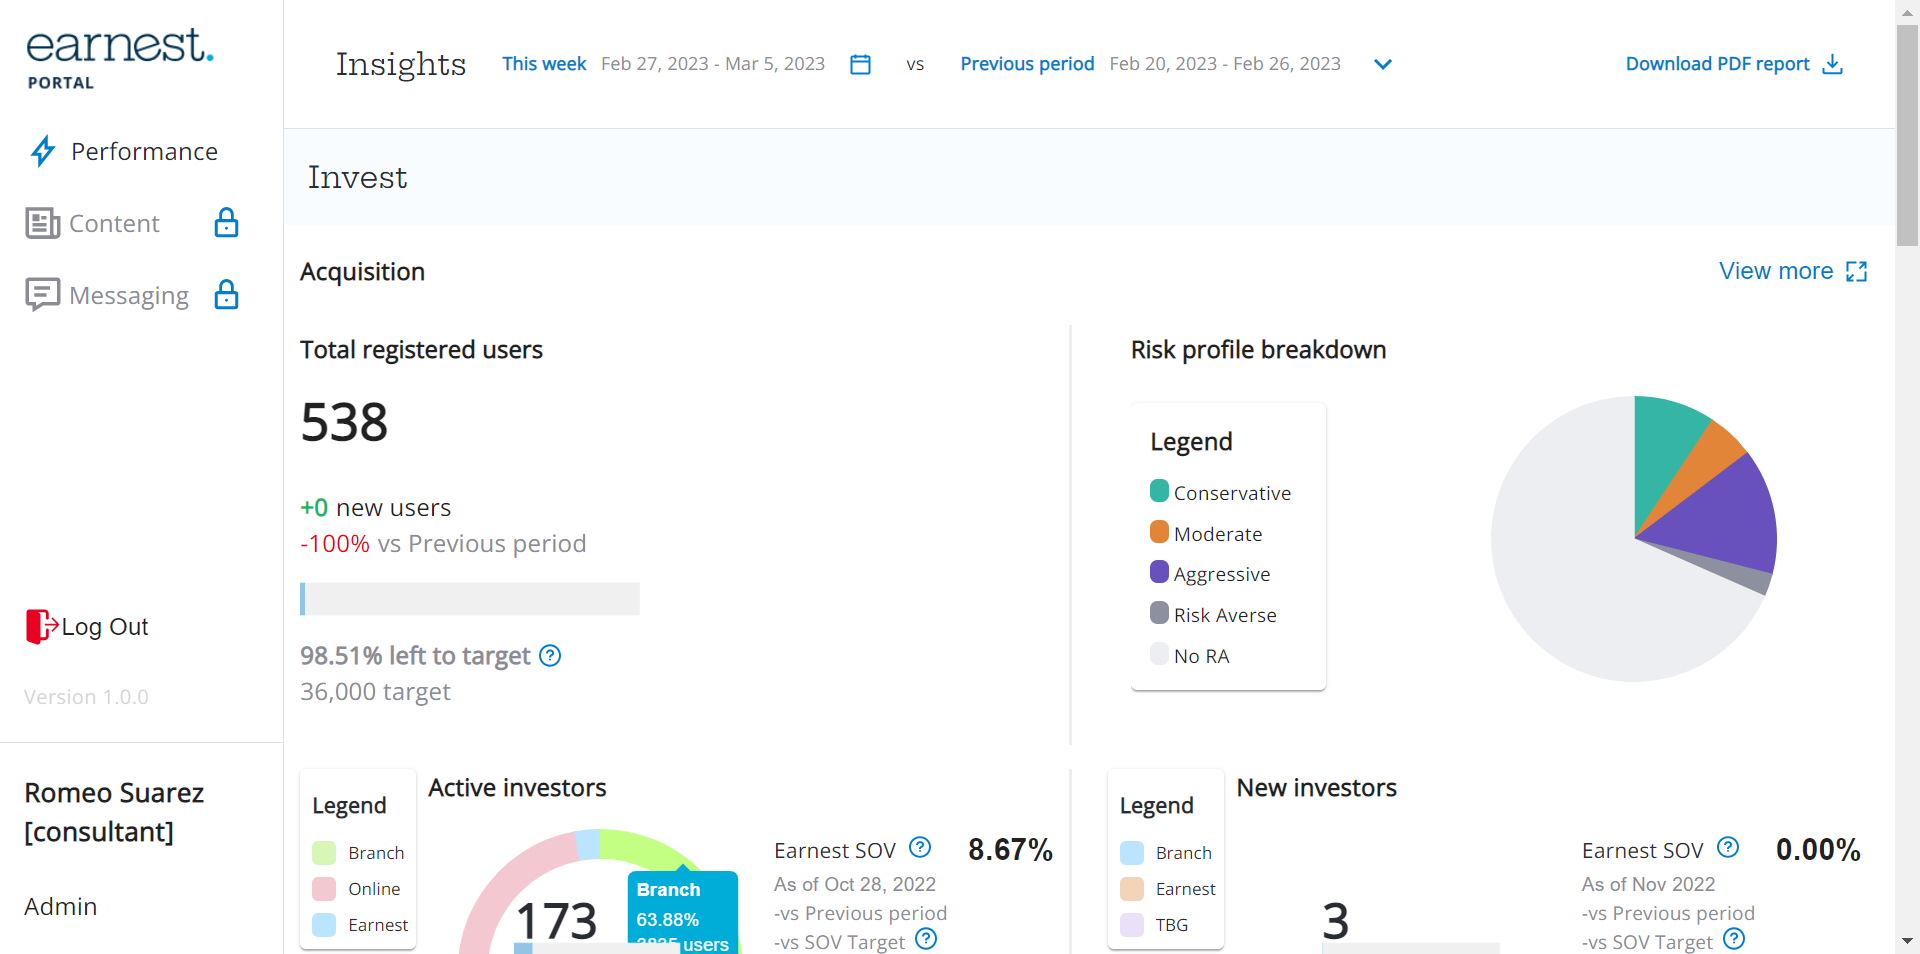 earnest.
PORTAL
Performance
Content
Messaging
Log Out
Version 1.0.0
Romeo Suarez
[consultant]
Admin
Insights
This week Feb 27, 2023 - Mar 5, 2023
vs
Previous period Feb 20, 2023 - Feb 26, 2023
Download PDF report
Invest
Acquisition
View more
Total registered users
538
+0 new users
-100% vs Previous period
98.51% left to target ?
36,000 target
Risk profile breakdown
Legend
Conservative
Moderate
Aggressive
Risk Averse
No RA
Legend
Branch
Online
Earnest
Active investors
173
Branch
63.88%
users
Earnest SOV ? 8.67%
As of Oct 28, 2022
-vs Previous period
-vs SOV Target ?
Legend
Branch
Earnest
TBG
New investors
3
Earnest SOV ? 0.00%
As of Nov 2022
-vs Previous period
-vs SOV Target ?